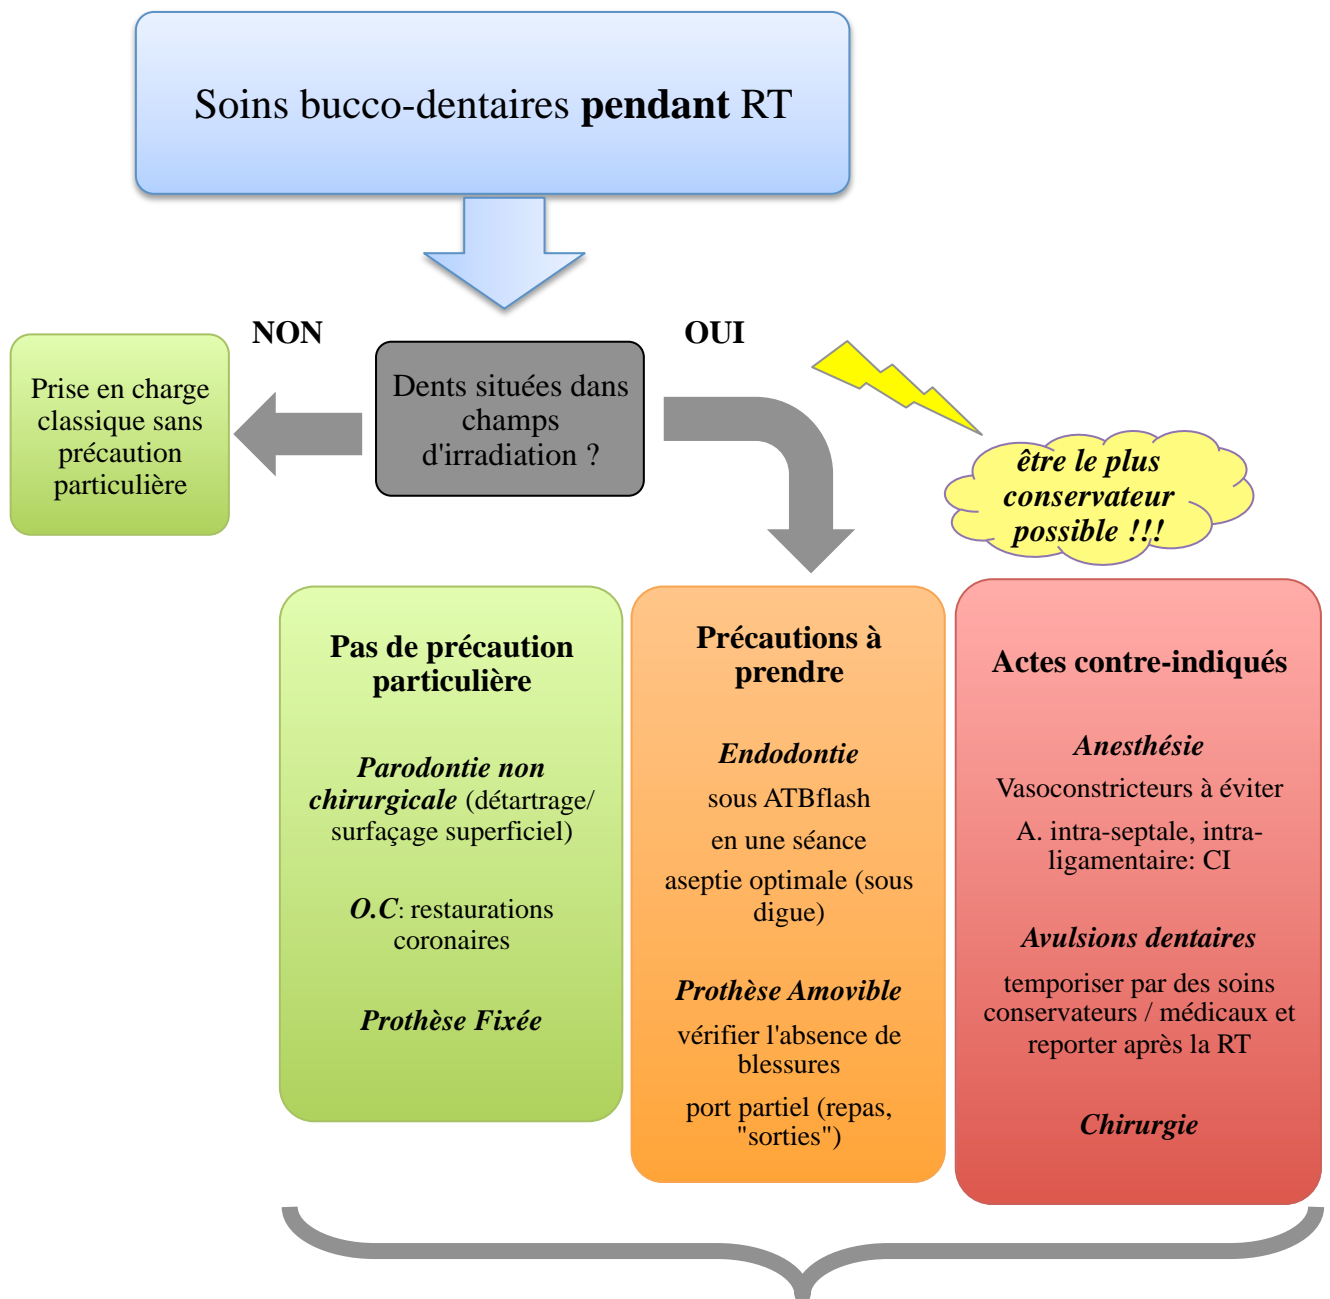 Soins bucco-dentaires pendant RT
NON
OUI
Prise en charge
classique sans
précaution
particulière
Dents situées dans
champs
d'irradiation ?
être le plus
conservateur
possible !!!
Pas de précaution
particulière
Parodontie non
chirurgicale (détartrage/
surfaçage superficiel)
O.C: restaurations
coronaires
Prothèse Fixée
Précautions à
prendre
Endodontie
sous ATBflash
en une séance
aseptie optimale (sous
digue)
Prothèse Amovible
vérifier l'absence de
blessures
port partiel (repas,
"sorties")
Actes contre-indiqués
Anesthésie
Vasoconstricteurs à éviter
A. intra-septale, intra-
ligamentaire: CI
Avulsions dentaires
temporiser par des soins
conservateurs / médicaux et
reporter après la RT
Chirurgie